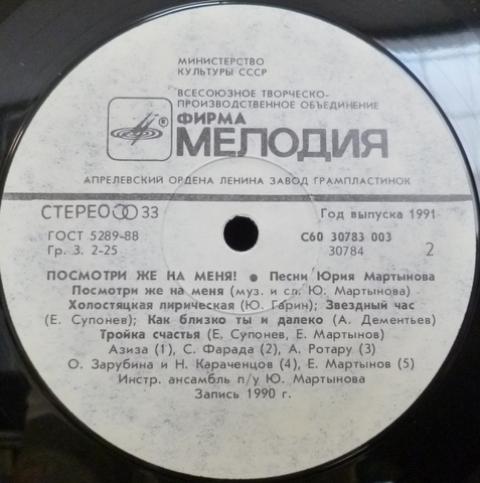 МИНИСТЕРСТВО
КУЛЬТУРЫ СССР
ВСЕСОЮЗНОЕ ТВОРЧЕСКО-
ПРОИЗВОДСТВЕННОЕ ОБЪЕДИНЕНИЕ
ФИРМА
МЕЛОДИЯ
®
АПРЕЛЕВСКИЙ ОРДЕНА ЛЕНИНА ЗАВОД ГРАМПЛАСТИНОК
СТЕРЕО 33 Год выпуска 1991
ГОСТ 5289-88 С60 30783 003
Гр. 3. 2-25 30784 2
ПОСМОТРИ ЖЕ НА МЕНЯ! ● Песни Юрия Мартынова
Посмотри же на меня (муз. и сл. Ю. Мартынова)
Холостяцкая лирическая (Ю. Гарин); Звездный час
(Е. Супонев); Как близко ты и далеко (А. Дементьев)
Тройка счастья (Е. Супонев, Е. Мартынов)
Азиза (1), С. Фарада (2), А. Ротару (3)
О. Зарубина и Н. Караченцов (4), Е. Мартынов (5)
Инстр. ансамбль п/у Ю. Мартынова
Запись 1990 г.